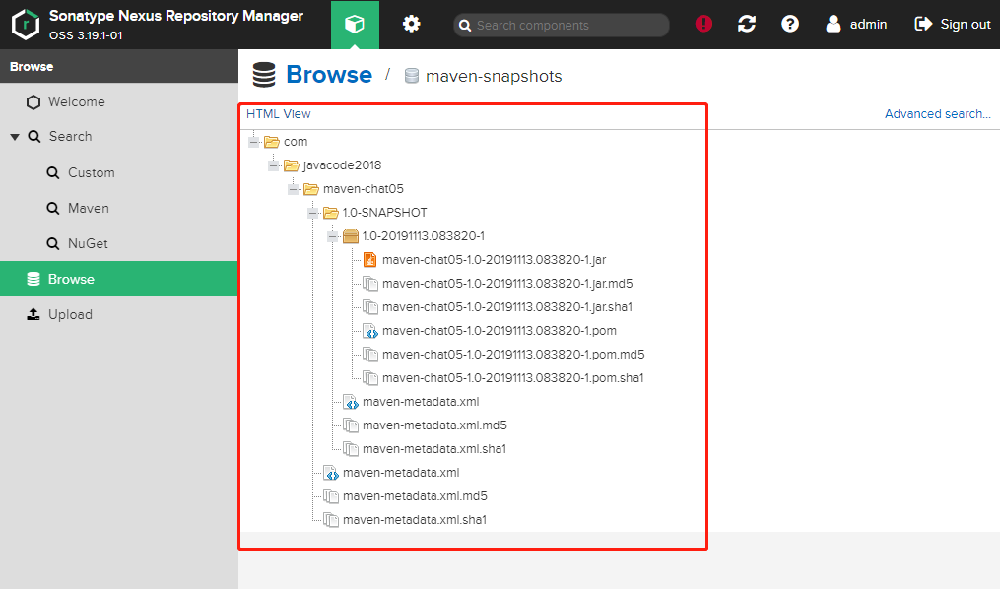 Sonatype Nexus Repository Manager
OSS 3.19.1-01
Search components
admin
Sign out
Browse
Welcome
Search
Custom
Maven
NuGet
Browse
Upload
Browse / maven-snapshots
HTML View
Advanced search...
com
javacode2018
maven-chat05
1.0-SNAPSHOT
1.0-20191113.083820-1
maven-chat05-1.0-20191113.083820-1.jar
maven-chat05-1.0-20191113.083820-1.jar.md5
maven-chat05-1.0-20191113.083820-1.jar.sha1
maven-chat05-1.0-20191113.083820-1.pom
maven-chat05-1.0-20191113.083820-1.pom.md5
maven-chat05-1.0-20191113.083820-1.pom.sha1
maven-metadata.xml
maven-metadata.xml.md5
maven-metadata.xml.sha1
maven-metadata.xml
maven-metadata.xml.md5
maven-metadata.xml.sha1